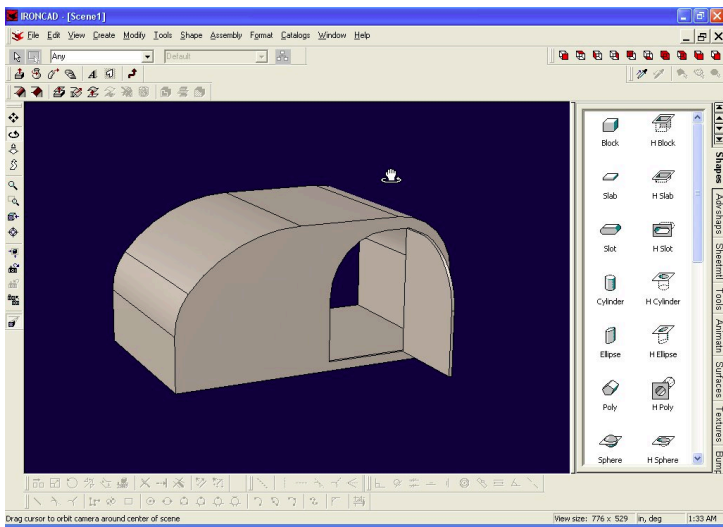 IRONCAD - [Scene1]
File Edit View Create Modify Tools Shape Assembly Format Catalogs Window Help
Any
Default
Block H Block
Slab H Slab
Slot H Slot
Cylinder H Cylinder
Ellipse H Ellipse
Poly H Poly
Sphere H Sphere
Shapes
Advshaps
Sheetmtl
Tools
Animatn
Surfaces
Textures
Bump
Drag cursor to orbit camera around center of scene
View size: 776 x 529 in, deg 1:33 AM